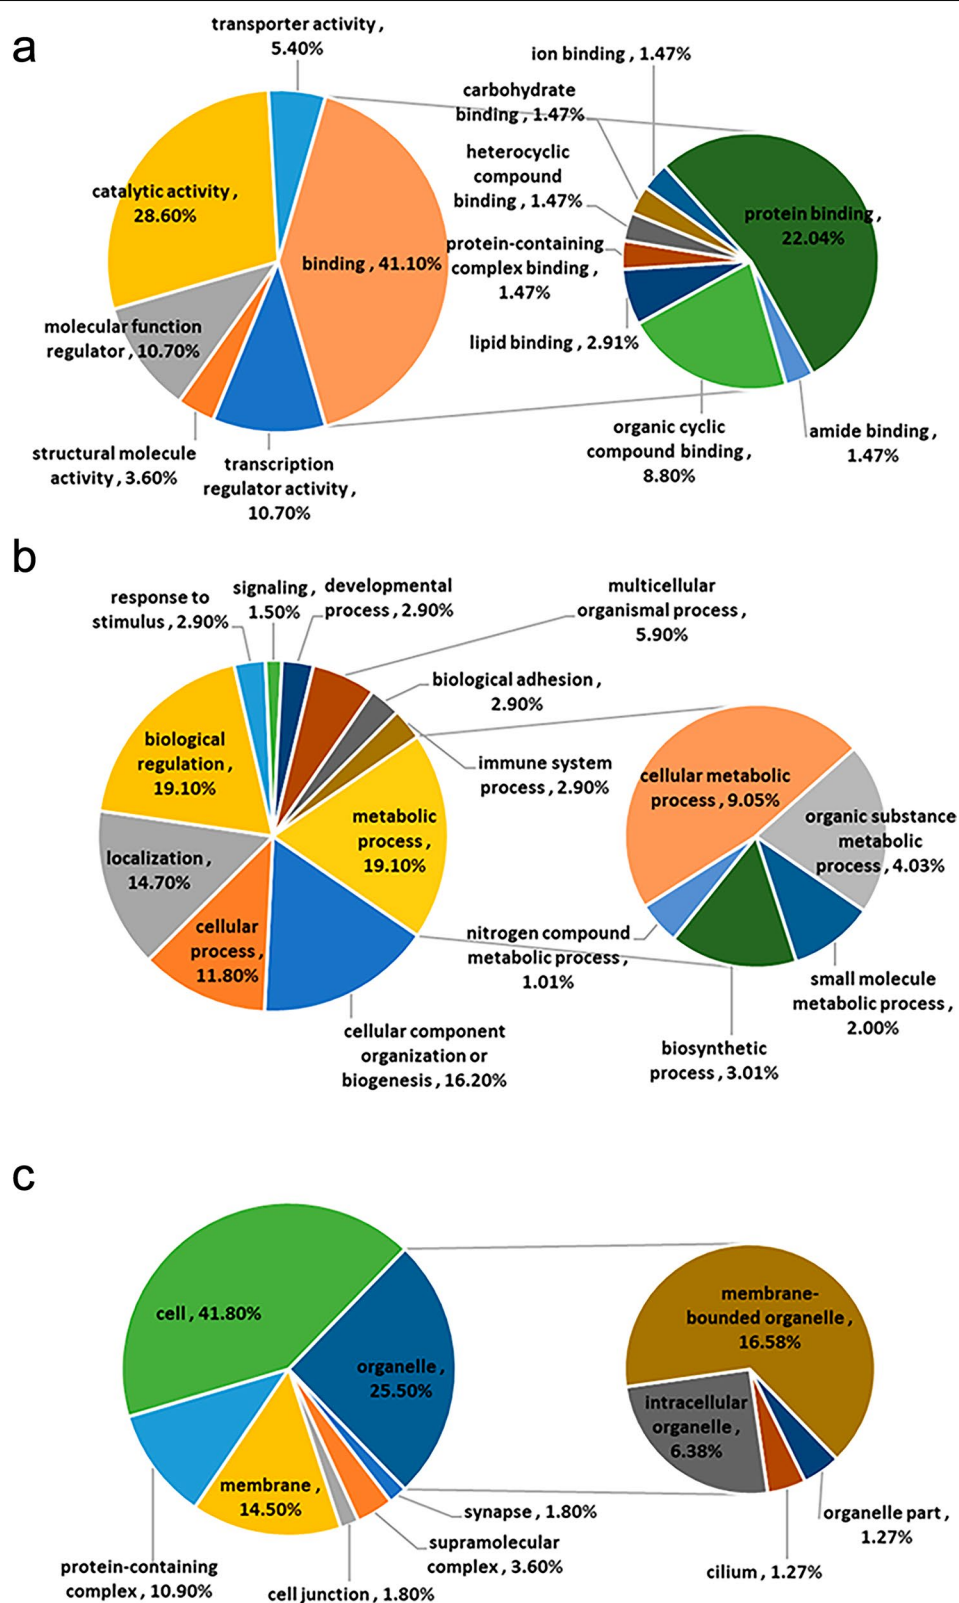 a
transporter activity ,
5.40%
ion binding , 1.47%
carbohydrate
binding , 1.47%
heterocyclic
compound
binding , 1.47%
catalytic activity ,
28.60%
protein binding ,
22.04%
binding , 41.10%
protein-containing
complex binding ,
1.47%
molecular function
regulator , 10.70%
lipid binding , 2.91%
organic cyclic
compound binding ,
8.80%
amide binding ,
1.47%
structural molecule
activity , 3.60%
transcription
regulator activity ,
10.70%
b
response to
stimulus , 2.90%
signaling ,
1.50%
developmental
process , 2.90%
multicellular
organismal process ,
5.90%
biological adhesion ,
2.90%
biological
regulation ,
19.10%
immune system
process , 2.90%
cellular metabolic
process , 9.05%
metabolic
process ,
19.10%
organic substance
metabolic
process , 4.03%
localization ,
14.70%
cellular
process ,
11.80%
nitrogen compound
metabolic process ,
1.01%
small molecule
metabolic process ,
2.00%
cellular component
organization or
biogenesis , 16.20%
biosynthetic
process , 3.01%
c
cell , 41.80%
membrane-
bounded organelle ,
16.58%
organelle ,
25.50%
intracellular
organelle ,
6.38%
membrane ,
14.50%
synapse , 1.80%
organelle part ,
1.27%
supramolecular
complex , 3.60%
protein-containing
complex , 10.90%
cell junction , 1.80%
cilium , 1.27%